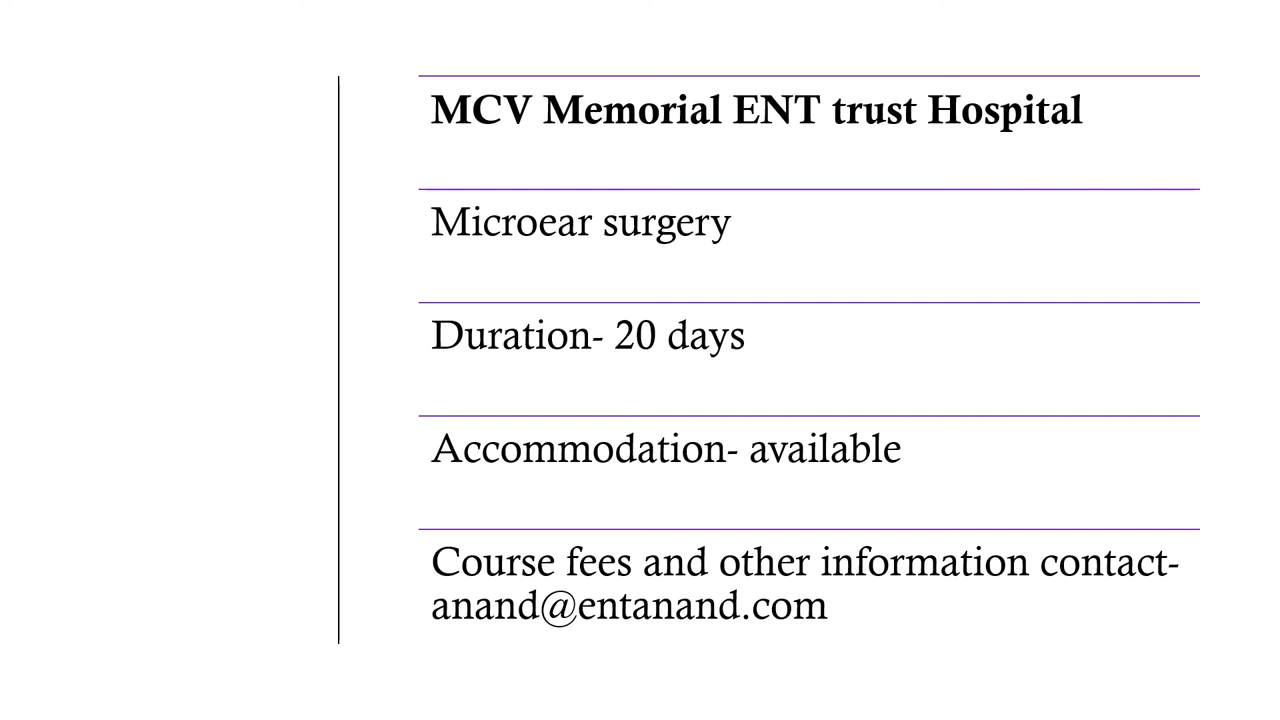 MCV Memorial ENT trust Hospital
Microear surgery
Duration- 20 days
Accommodation- available
Course fees and other information contact-
anand@entanand.com